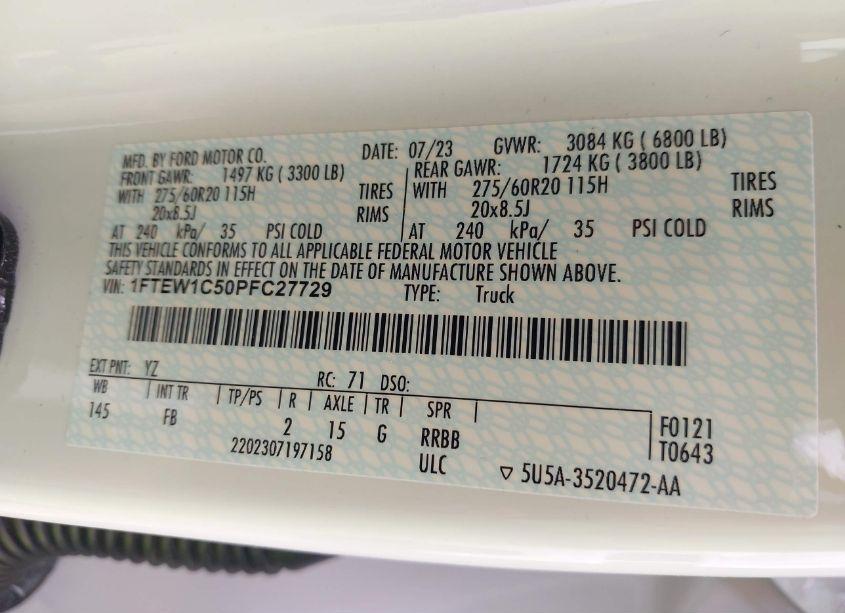 MFD. BY FORD MOTOR CO. DATE: 07/23 GVWR: 3084 KG ( 6800 LB)
FRONT GAWR: 1497 KG ( 3300 LB) REAR GAWR: 1724 KG ( 3800 LB)
WITH 275/60R20 115H TIRES WITH 275/60R20 115H TIRES
20x8.5J RIMS 20x8.5J RIMS
AT 240 kPa/ 35 PSI COLD AT 240 kPa/ 35 PSI COLD
THIS VEHICLE CONFORMS TO ALL APPLICABLE FEDERAL MOTOR VEHICLE
SAFETY STANDARDS IN EFFECT ON THE DATE OF MANUFACTURE SHOWN ABOVE.
VIN: 1FTEW1C50PFC27729 TYPE: Truck
EXT PNT: YZ RC: 71 DSO:
WB INT TR TP/PS R AXLE TR SPR
145 FB 2 15 G RRBB F0121
2202307197158 ULC T0643
▽ 5U5A-3520472-AA